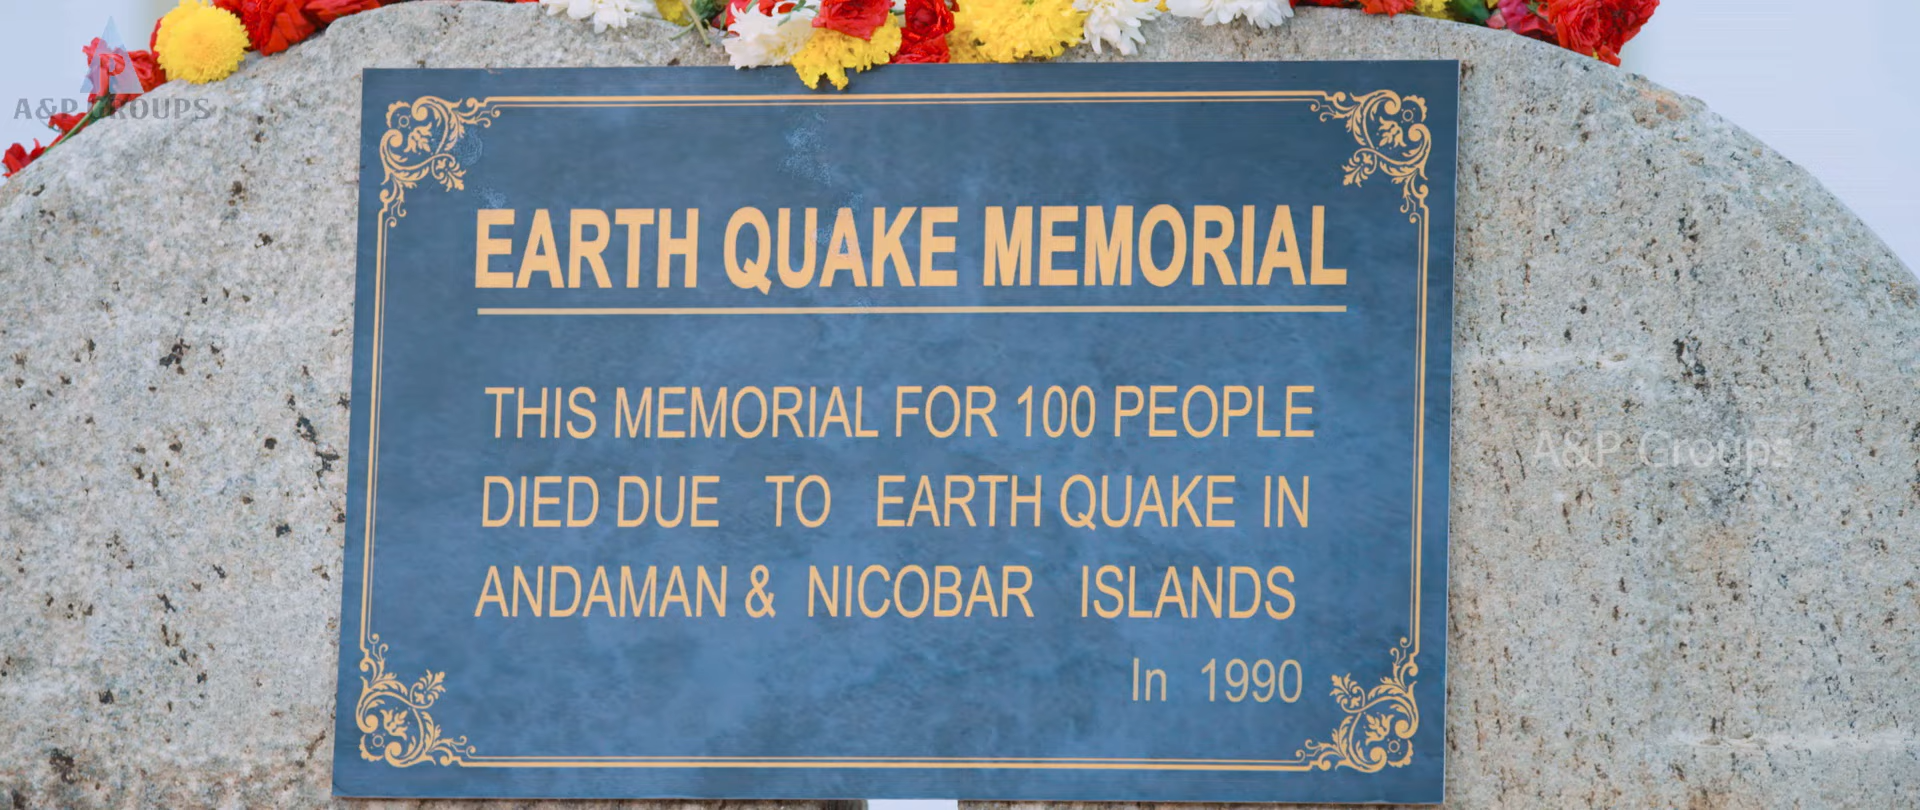 P
A&P GROUPS
EARTH QUAKE MEMORIAL
THIS MEMORIAL FOR 100 PEOPLE
DIED DUE TO EARTH QUAKE IN
ANDAMAN & NICOBAR ISLANDS
In 1990
A&P Groups